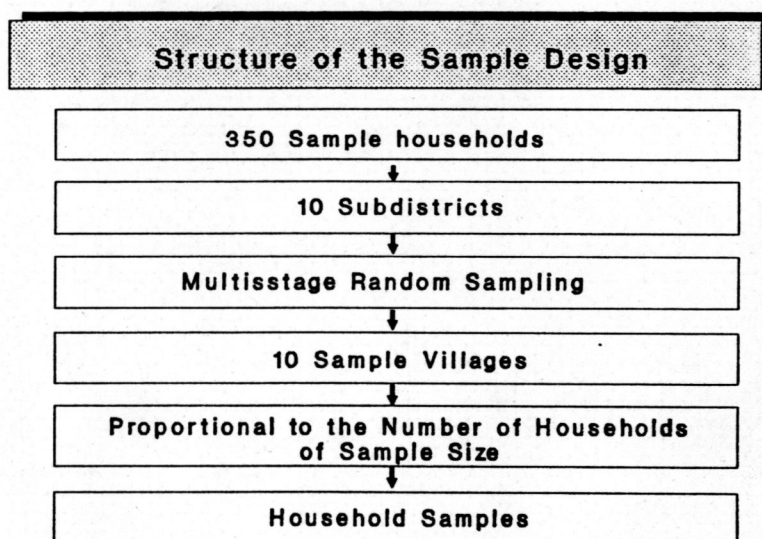 Structure of the Sample Design
350 Sample households
10 Subdistricts
Multisstage Random Sampling
10 Sample Villages
Proportional to the Number of Households
of Sample Size
Household Samples